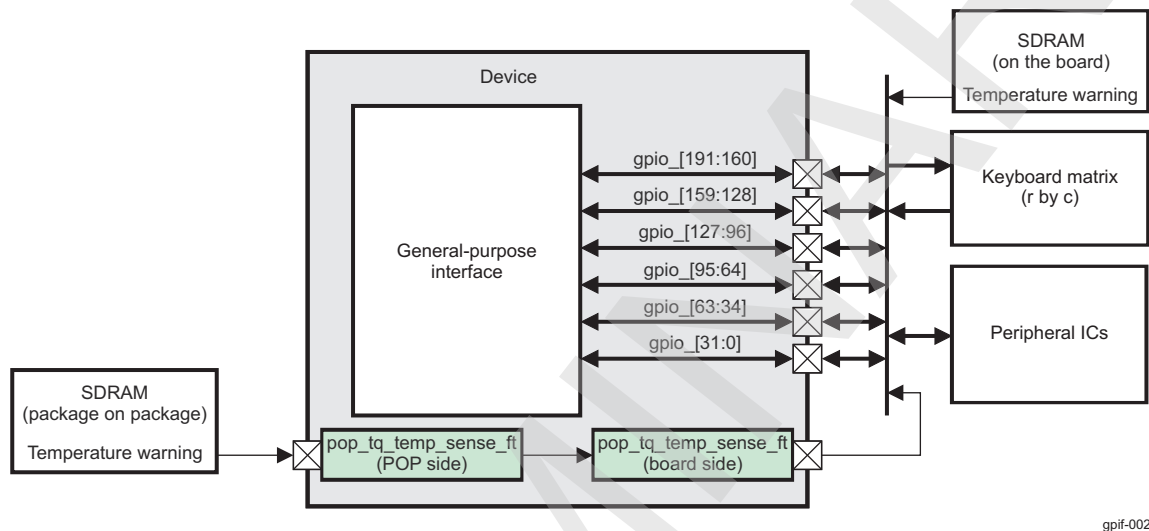 Device
General-purpose
interface
gpio_[191:160]
gpio_[159:128]
gpio_[127:96]
gpio_[95:64]
gpio_[63:34]
gpio_[31:0]
SDRAM
(on the board)
Temperature warning
Keyboard matrix
(r by c)
Peripheral ICs
SDRAM
(package on package)
Temperature warning
pop_tq_temp_sense_ft
(POP side)
pop_tq_temp_sense_ft
(board side)
gpif-002